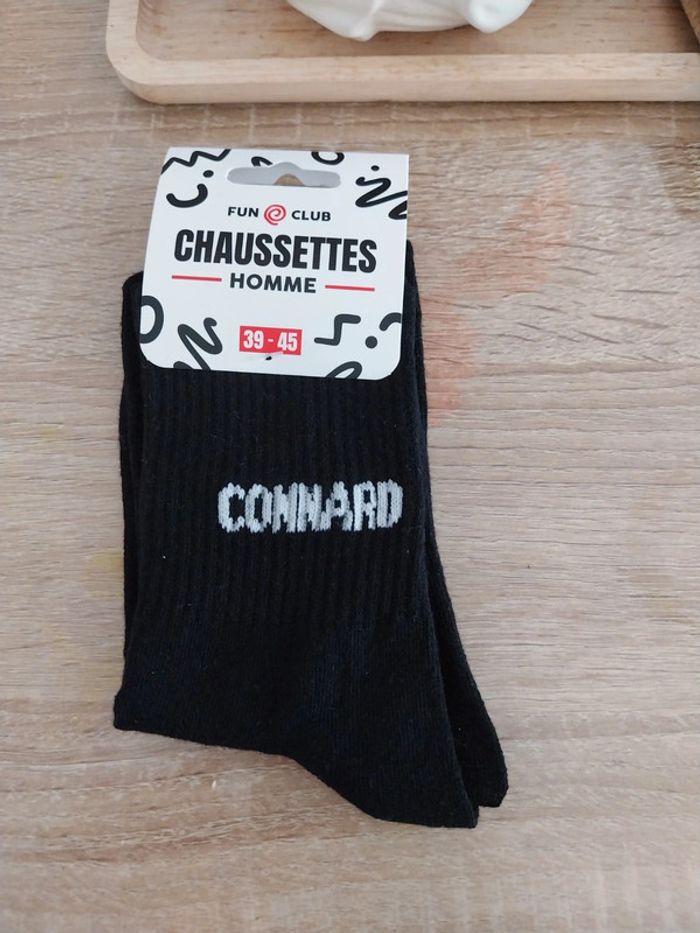 FUN CLUB
CHAUSSETTES
HOMME
39 - 45
CONNARD